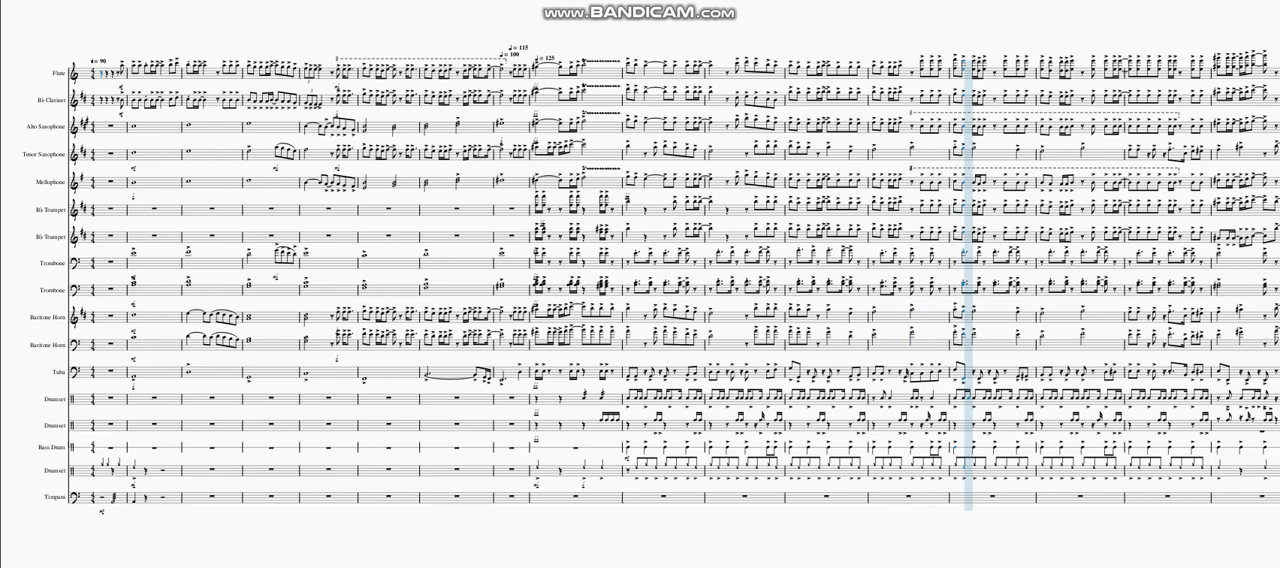 www.BANDICAM.com
= 115
= 100
= 90
= 125
Flute
B♭ Clarinet
Alto Saxophone
Tenor Saxophone
Mellophone
B♭ Trumpet
B♭ Trumpet
Trombone
Trombone
Baritone Horn
Baritone Horn
Tuba
Drumset
Drumset
Bass Drum
Drumset
Timpani